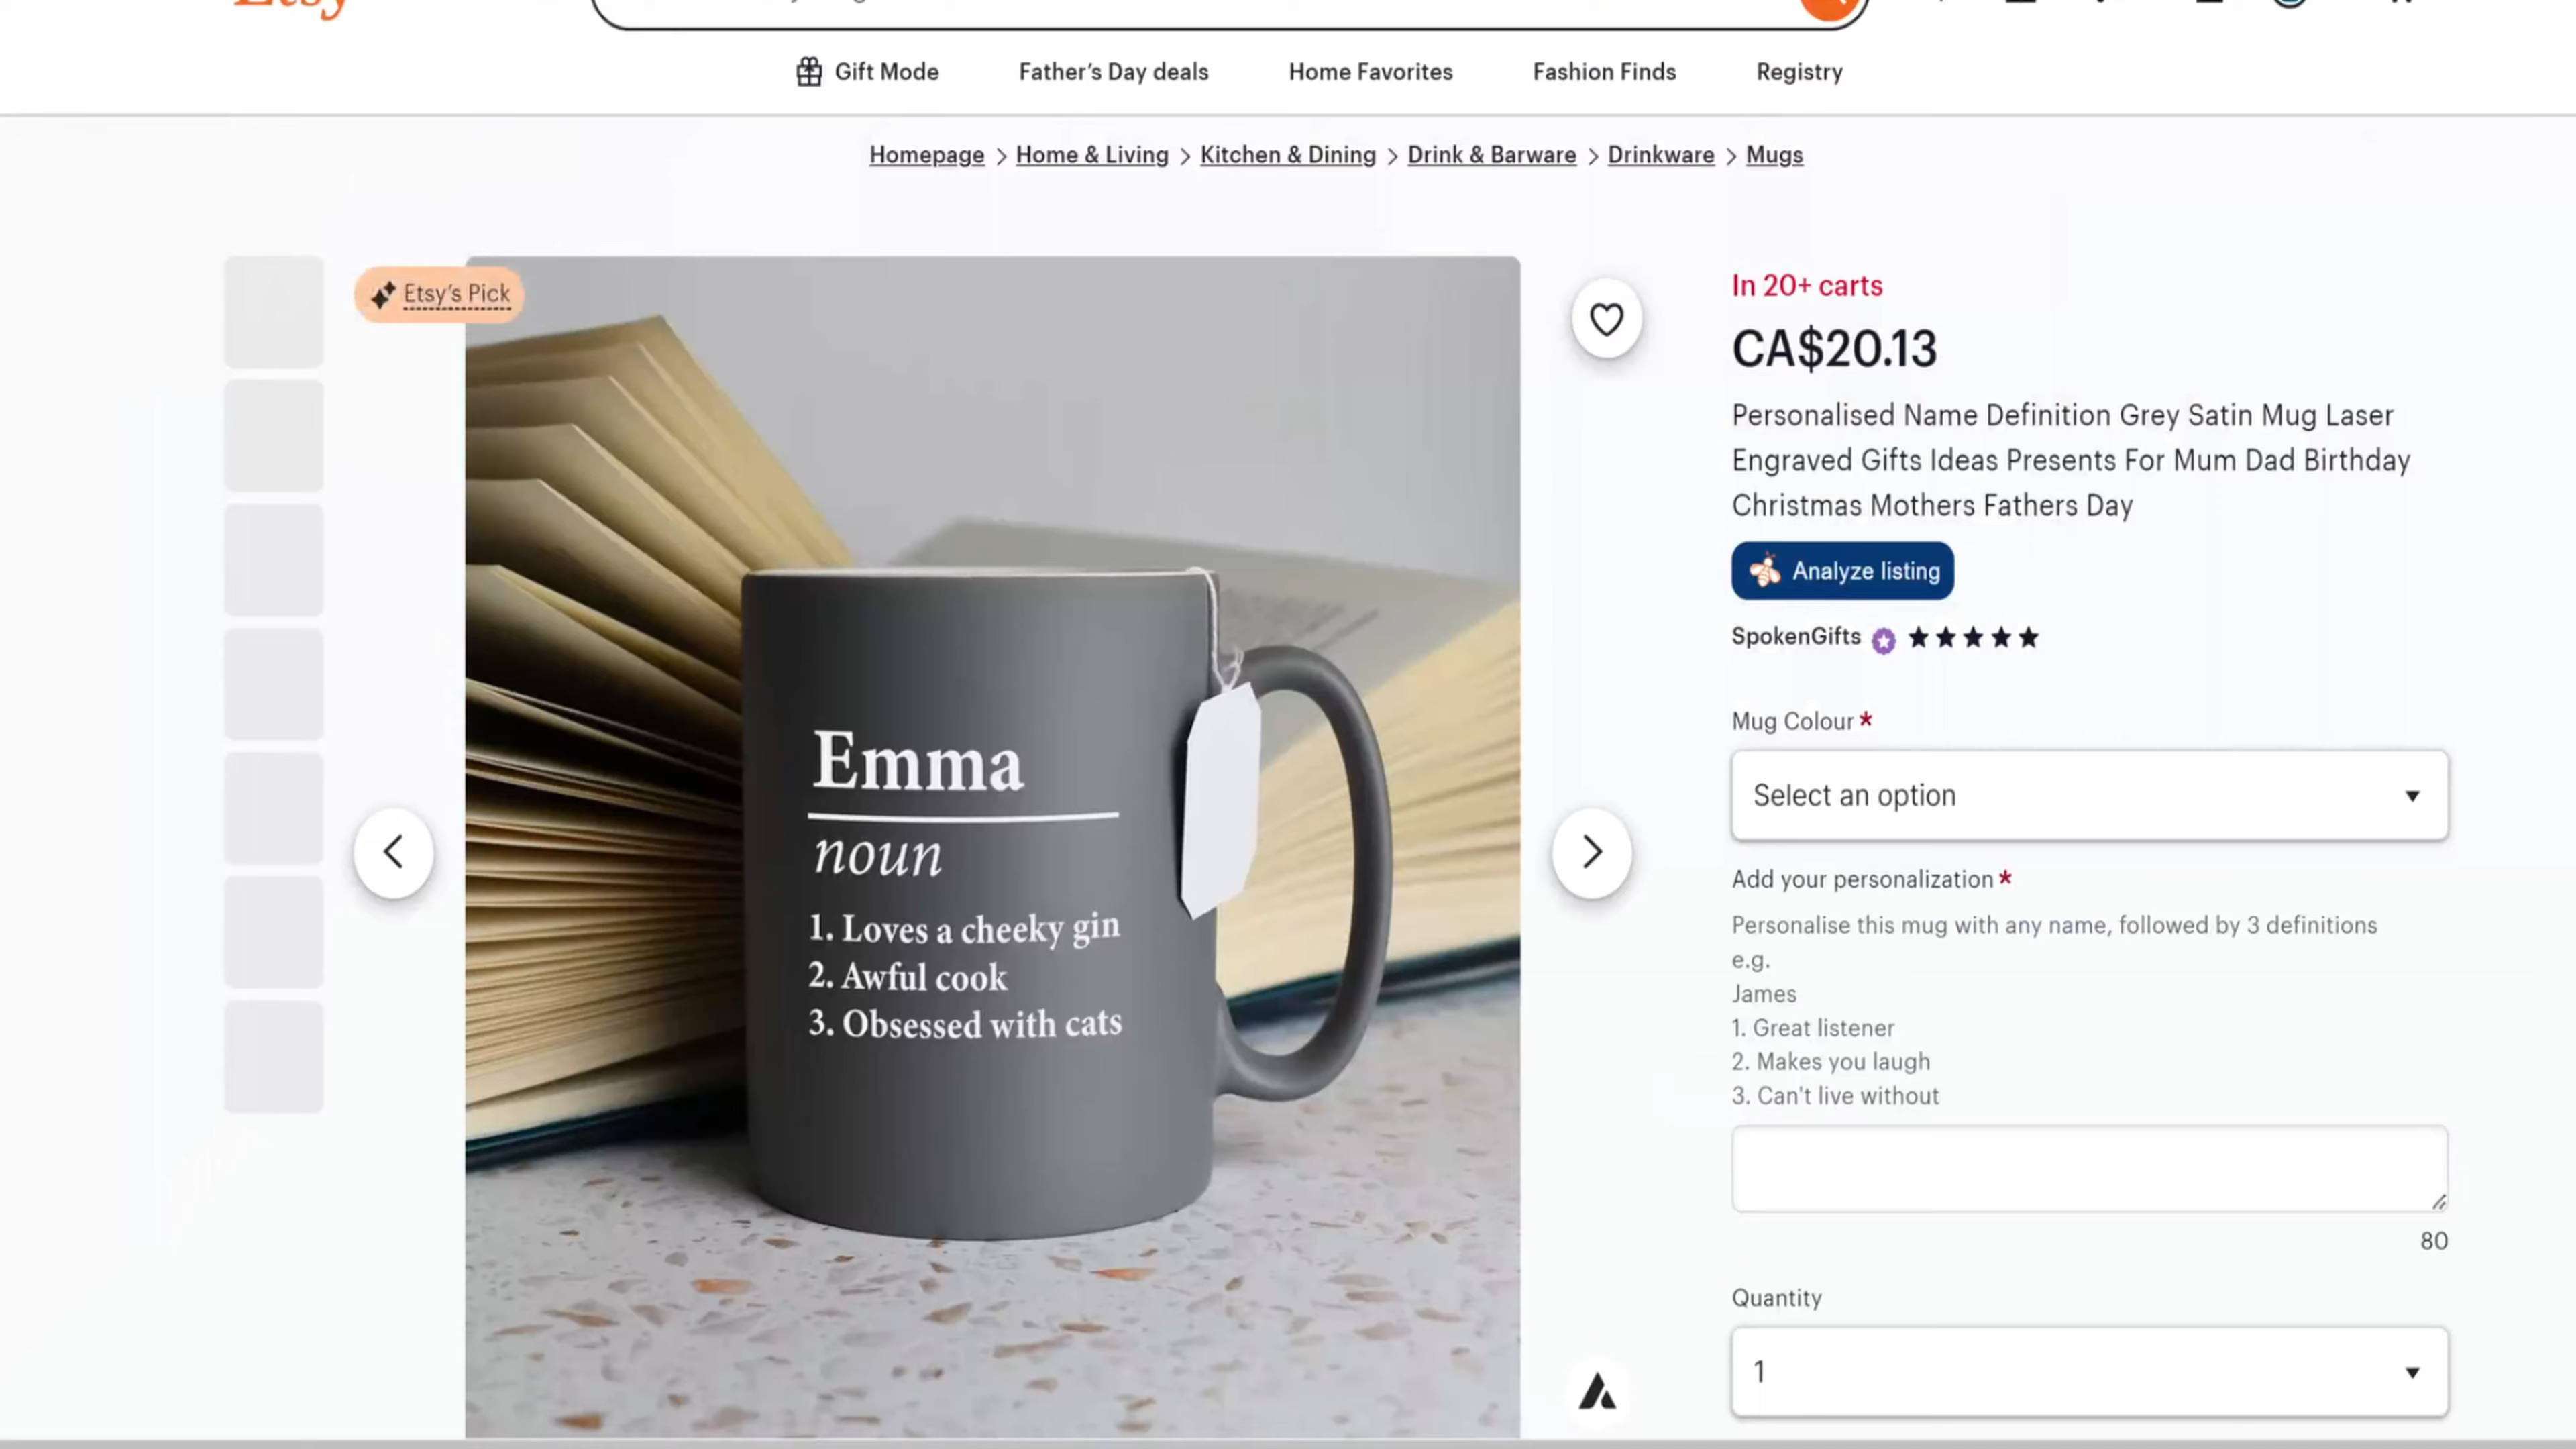 Etsy
Gift Mode
Father's Day deals
Home Favorites
Fashion Finds
Registry
Homepage > Home & Living > Kitchen & Dining > Drink & Barware > Drinkware > Mugs
Etsy's Pick
Emma
noun
1. Loves a cheeky gin
2. Awful cook
3. Obsessed with cats
In 20+ carts
CA$20.13
Personalised Name Definition Grey Satin Mug Laser
Engraved Gifts Ideas Presents For Mum Dad Birthday
Christmas Mothers Fathers Day
Analyze listing
SpokenGifts
Mug Colour *
Select an option
Add your personalization *
Personalise this mug with any name, followed by 3 definitions
e.g.
James
1. Great listener
2. Makes you laugh
3. Can't live without
80
Quantity
1